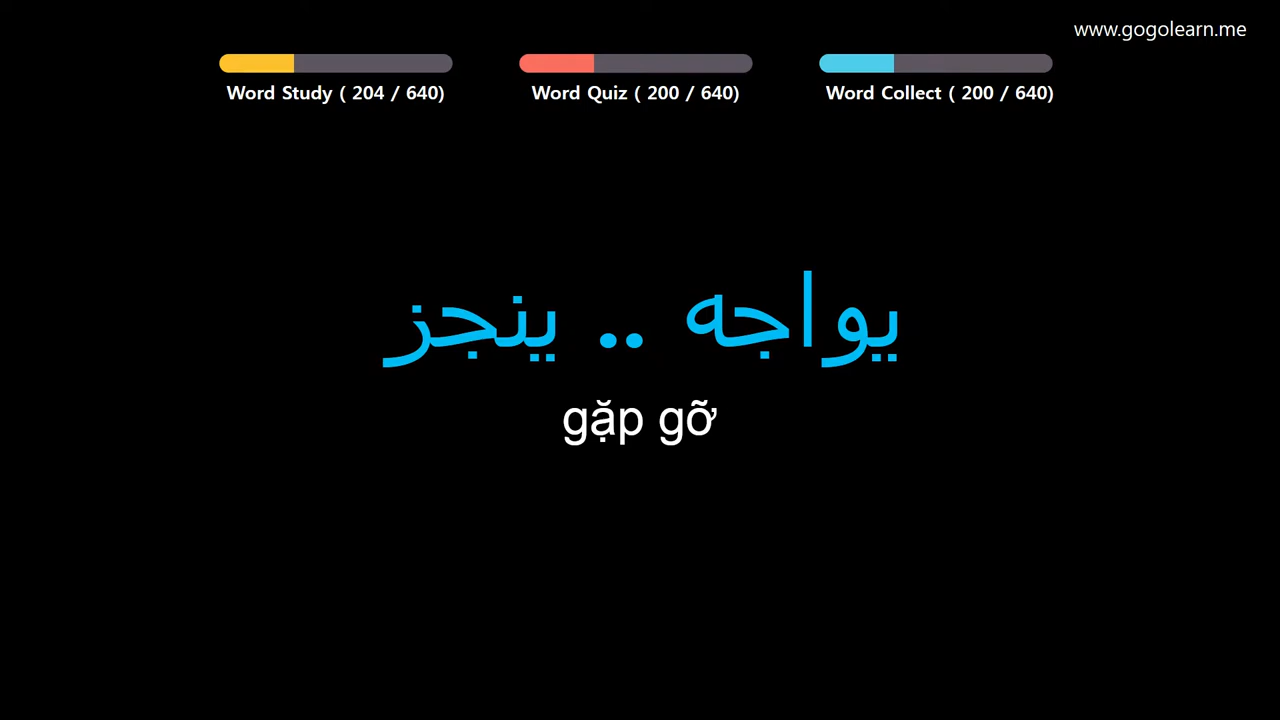 www.gogolearn.me
Word Study ( 204 / 640)
Word Quiz ( 200 / 640)
Word Collect ( 200 / 640)
يواجه .. ينجز
gặp gỡ